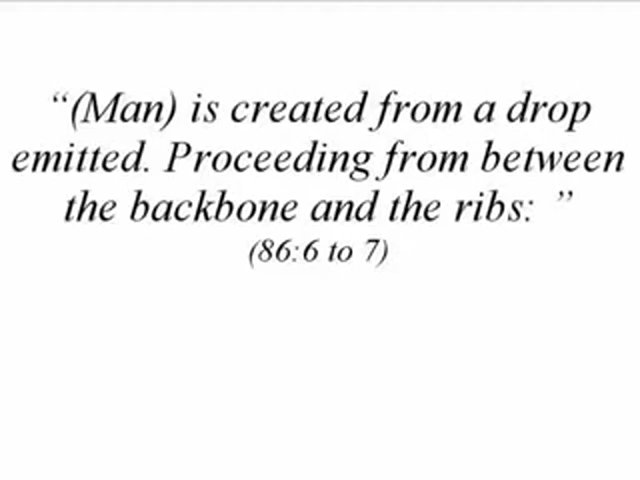 “(Man) is created from a drop
emitted. Proceeding from between
the backbone and the ribs: ”
(86:6 to 7)